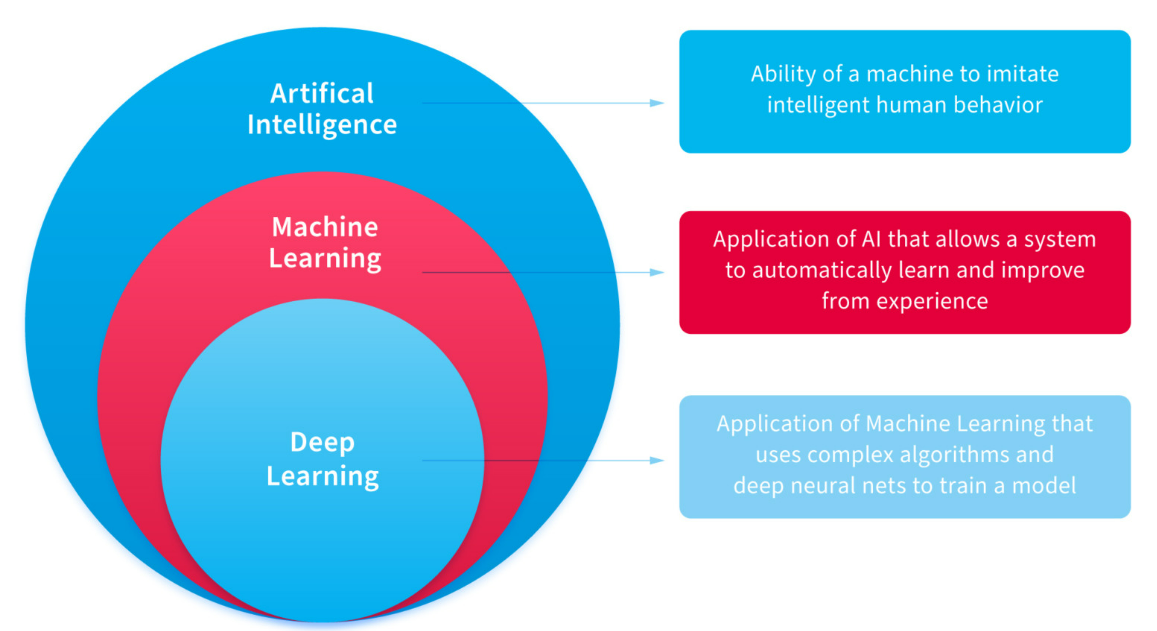 Artifical
Intelligence
Ability of a machine to imitate
intelligent human behavior
Machine
Learning
Application of AI that allows a system
to automatically learn and improve
from experience
Deep
Learning
Application of Machine Learning that
uses complex algorithms and
deep neural nets to train a model